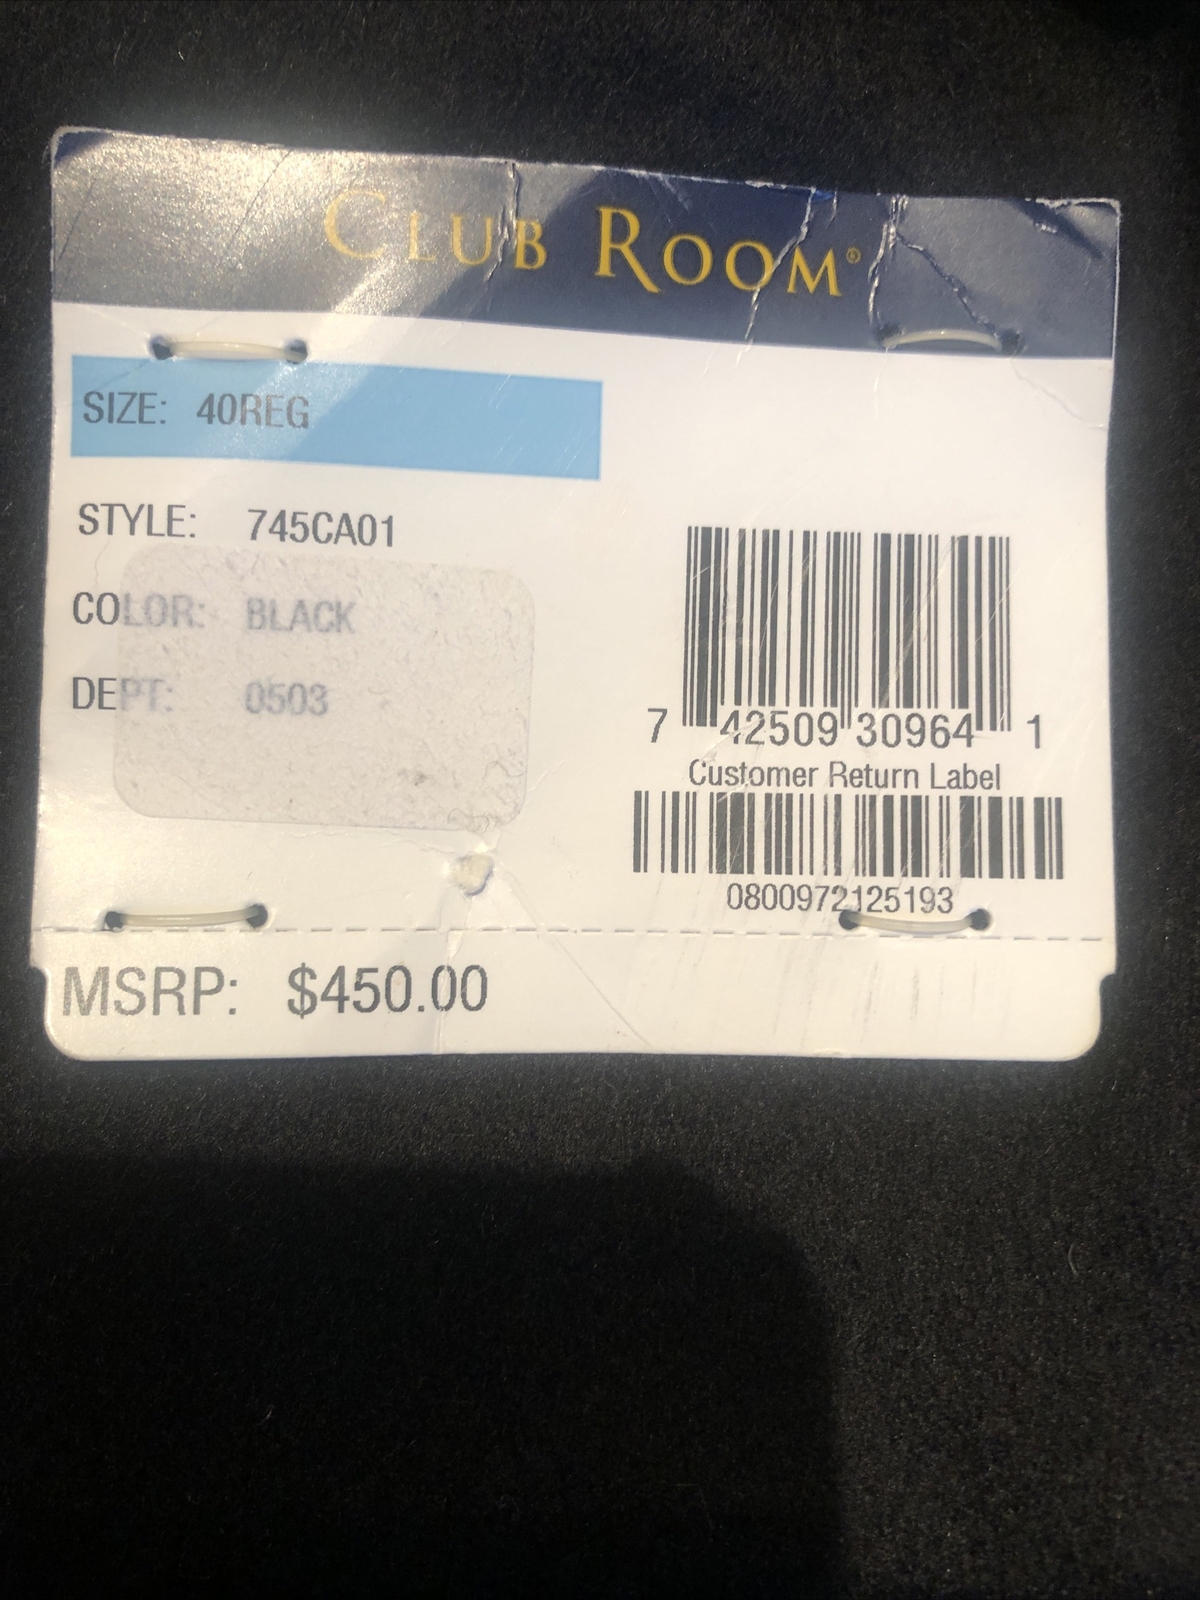 CLUB ROOM®
SIZE: 40REG
STYLE: 745CA01
COLOR: BLACK
DEPT: 0503
7 42509 30964 1
Customer Return Label
0800972125193
MSRP: $450.00